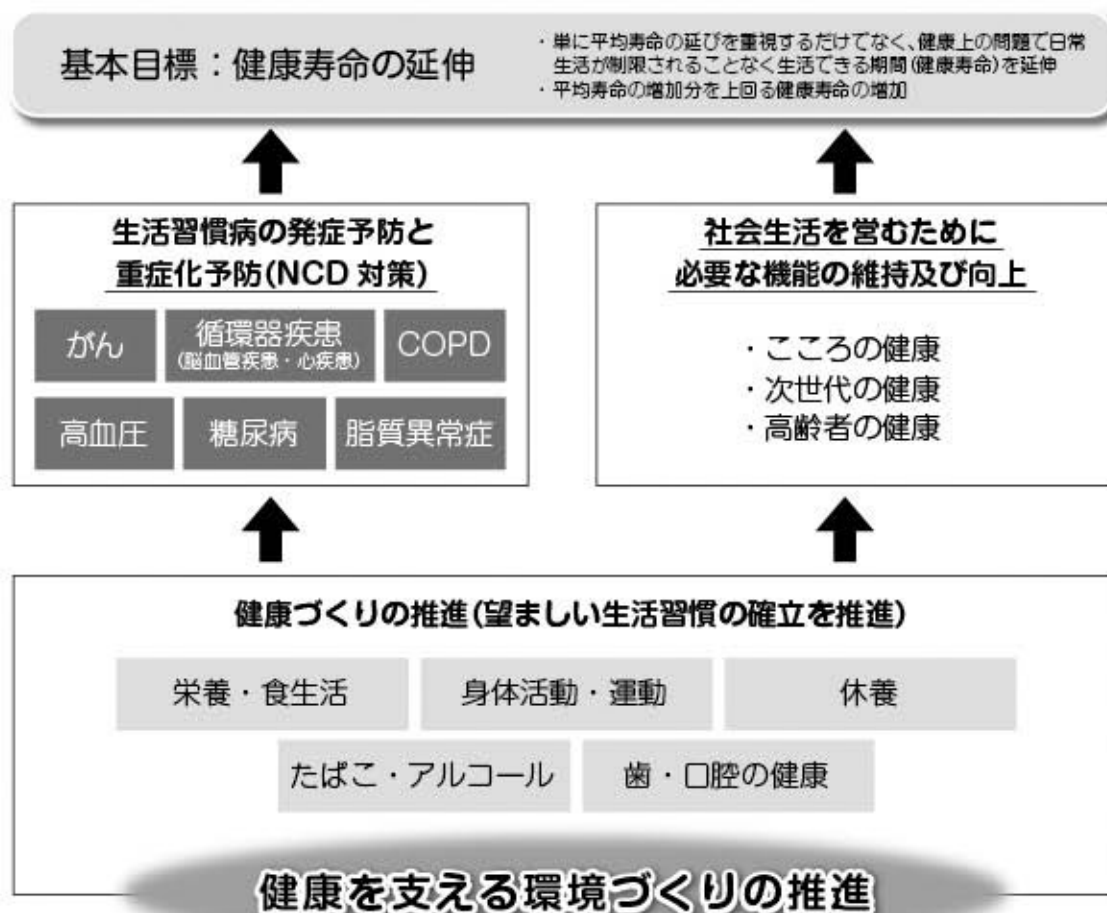 基本目標：健康寿命の延伸
・単に平均寿命の延びを重視するだけでなく、健康上の問題で日常
生活が制限されることなく生活できる期間(健康寿命)を延伸
・平均寿命の増加分を上回る健康寿命の増加
生活習慣病の発症予防と
重症化予防(NCD 対策)
がん
循環器疾患
(脳血管疾患・心疾患)
COPD
高血圧
糖尿病
脂質異常症
社会生活を営むために
必要な機能の維持及び向上
・こころの健康
・次世代の健康
・高齢者の健康
健康づくりの推進(望ましい生活習慣の確立を推進)
栄養・食生活
身体活動・運動
休養
たばこ・アルコール
歯・口腔の健康
健康を支える環境づくりの推進